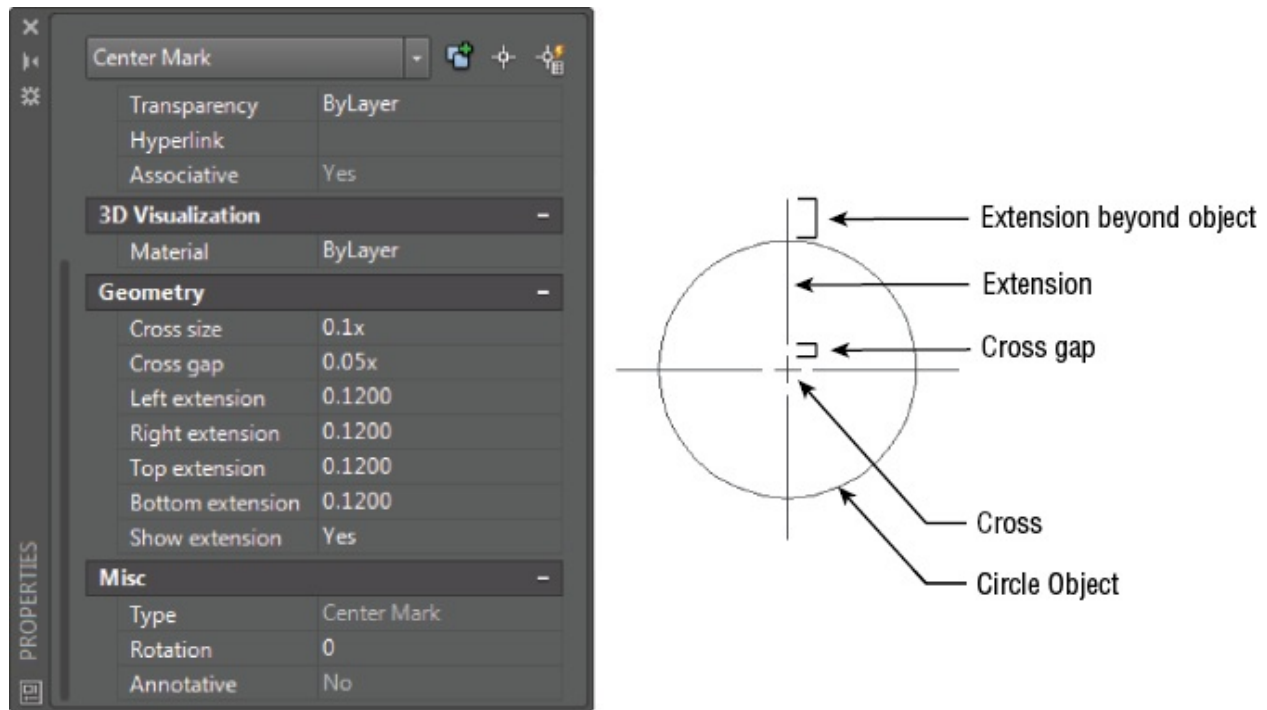 Center Mark
Transparency ByLayer
Hyperlink
Associative Yes
3D Visualization
Material ByLayer
Geometry
Cross size 0.1x
Cross gap 0.05x
Left extension 0.1200
Right extension 0.1200
Top extension 0.1200
Bottom extension 0.1200
Show extension Yes
Misc
Type Center Mark
Rotation 0
Annotative No
PROPERTIES
Extension beyond object
Extension
Cross gap
Cross
Circle Object